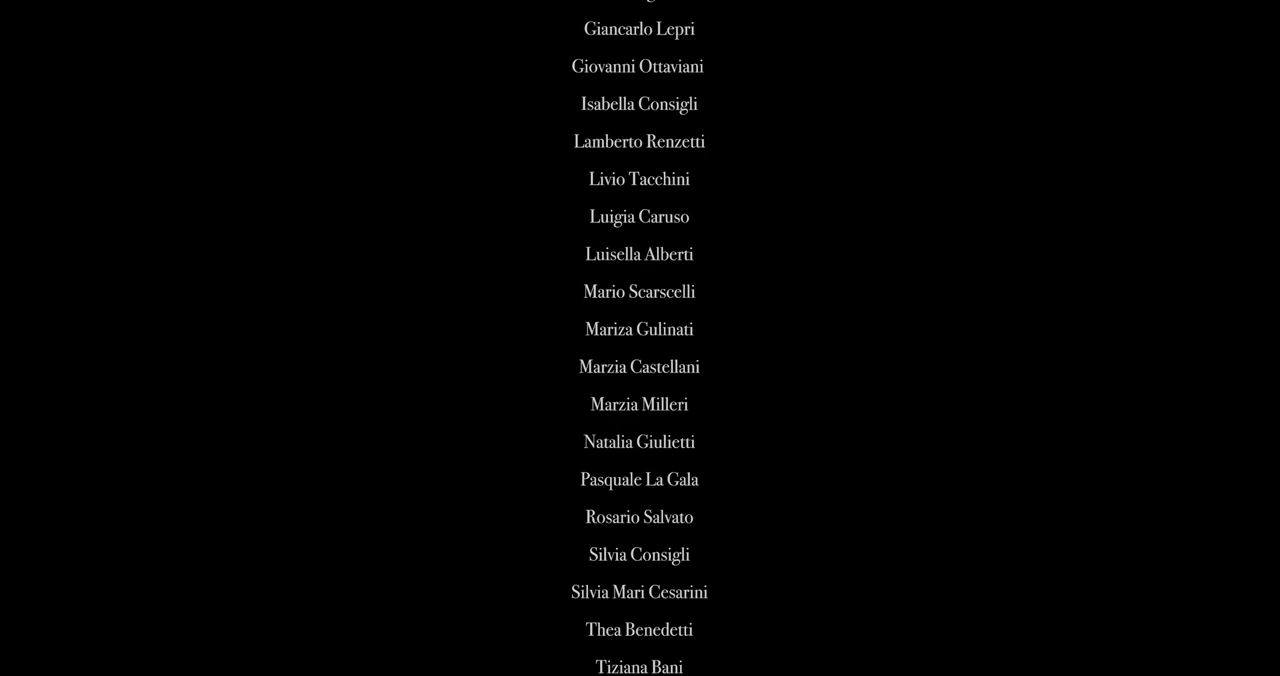 Giancarlo Lepri
Giovanni Ottaviani
Isabella Consigli
Lamberto Renzetti
Livio Tacchini
Luigia Caruso
Luisella Alberti
Mario Scarscelli
Mariza Gulinati
Marzia Castellani
Marzia Milleri
Natalia Giulietti
Pasquale La Gala
Rosario Salvato
Silvia Consigli
Silvia Mari Cesarini
Thea Benedetti
Tiziana Bani